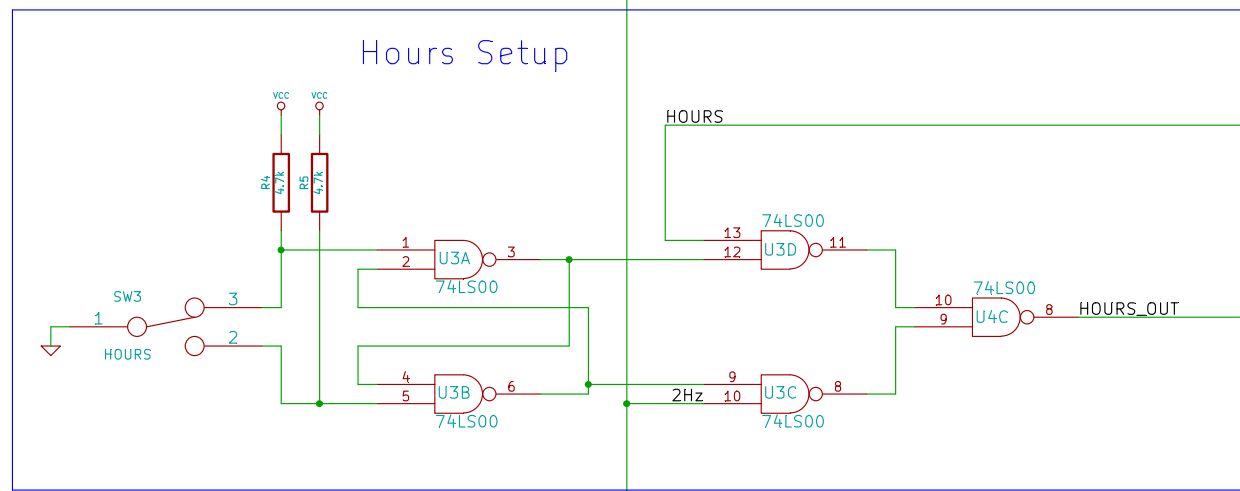 Hours Setup
VCC
VCC
HOURS
R4
4.7k
R5
4.7k
74LS00
13
U3D
11
12
1
U3A
3
2
74LS00
74LS00
SW3
3
10
U4C
8
HOURS_OUT
1
9
2
HOURS
4
U3B
6
5
74LS00
9
U3C
8
2Hz
10
74LS00